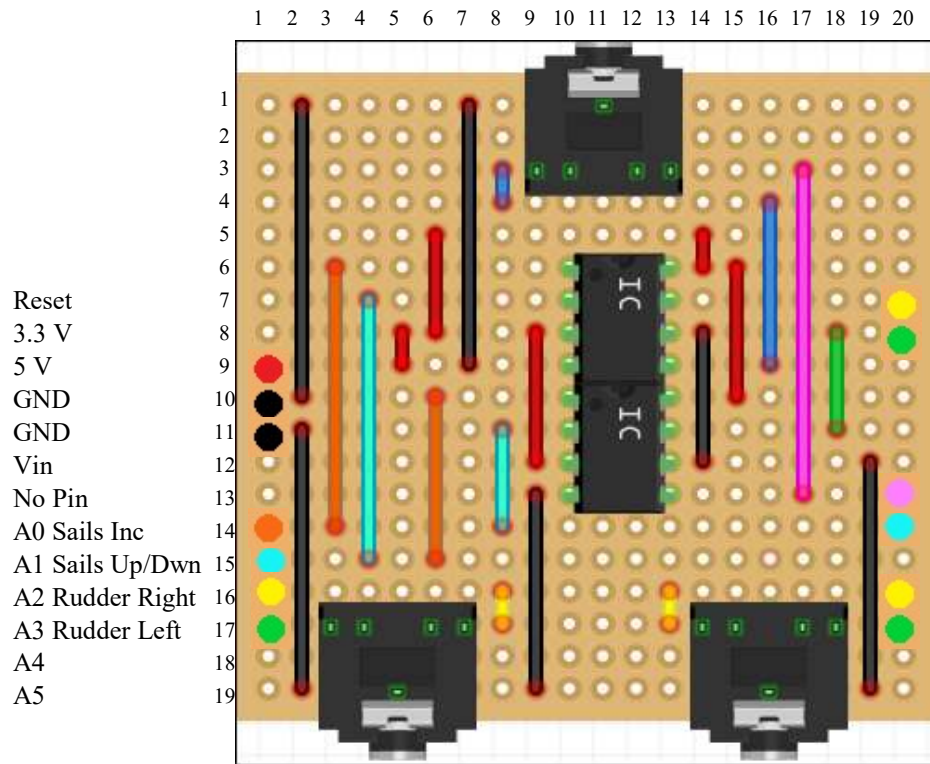 1 2 3 4 5 6 7 8 9 10 11 12 13 14 15 16 17 18 19 20
1
2
3
4
5
6
Reset 7
3.3 V 8
5 V 9
GND 10
GND 11
Vin 12
No Pin 13
A0 Sails Inc 14
A1 Sails Up/Dwn 15
A2 Rudder Right 16
A3 Rudder Left 17
A4 18
A5 19
IC
IC